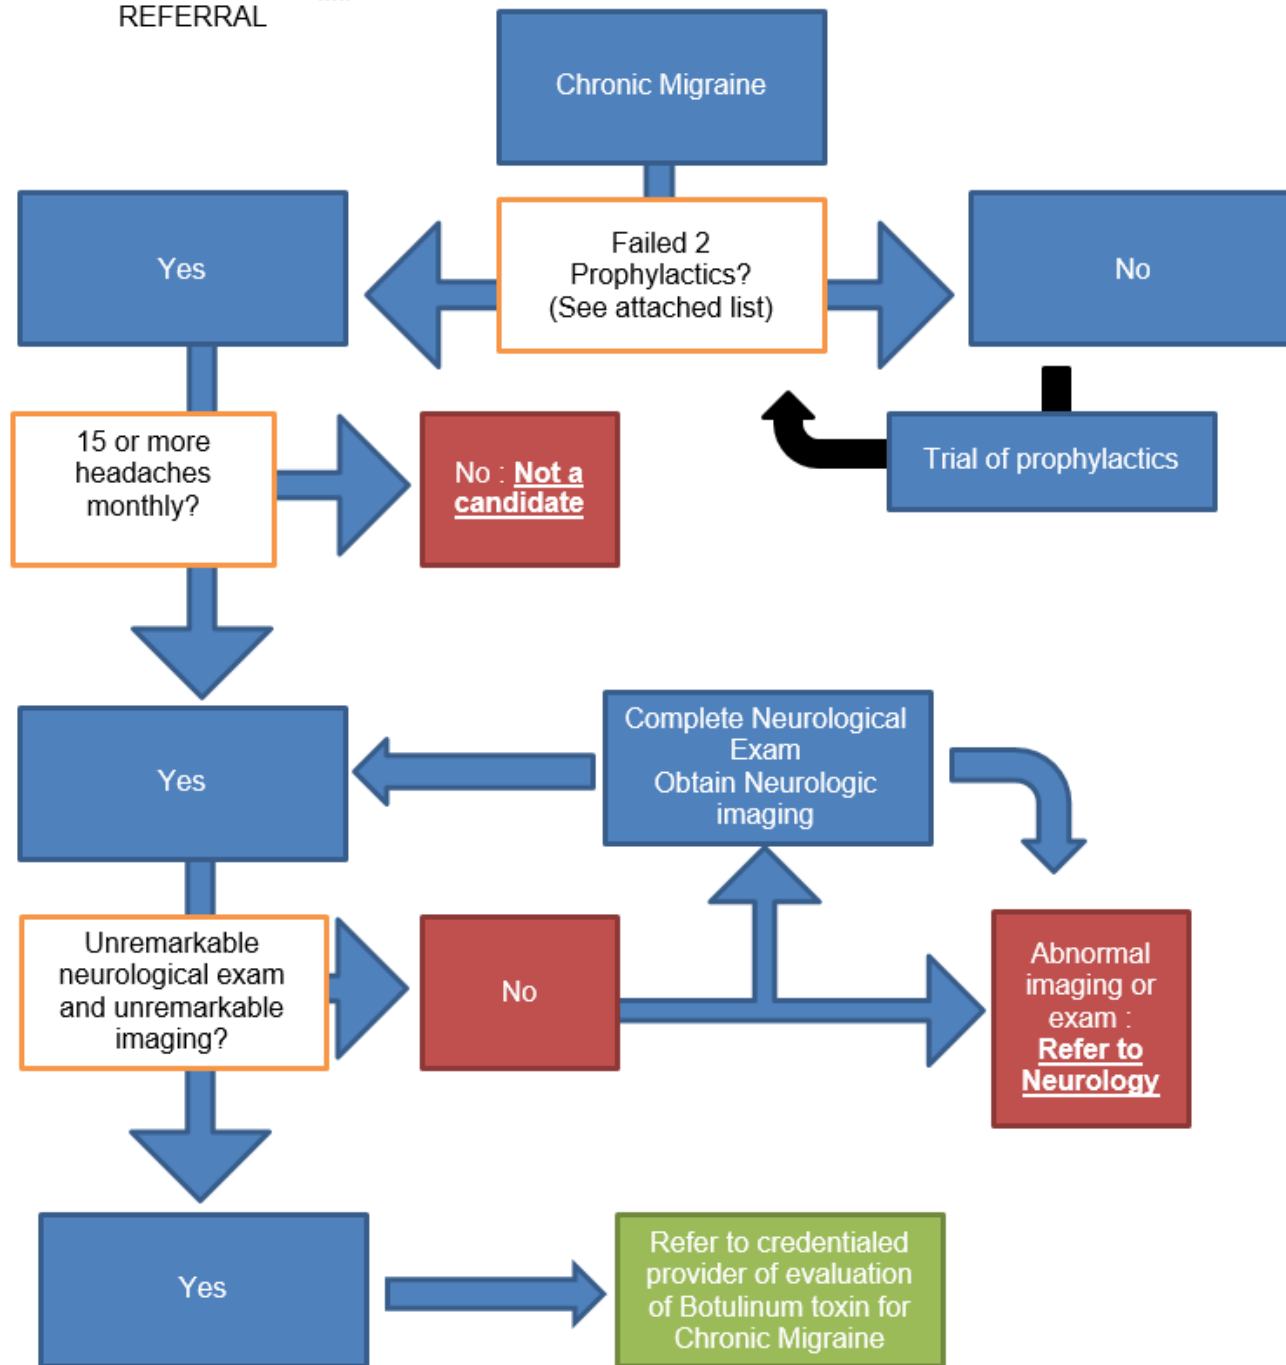 REFERRAL
Chronic Migraine
Yes
Failed 2
Prophylactics?
(See attached list)
No
15 or more
headaches
monthly?
No : Not a
candidate
Trial of prophylactics
Yes
Complete Neurological
Exam
Obtain Neurologic
imaging
Unremarkable
neurological exam
and unremarkable
imaging?
No
Abnormal
imaging or
exam :
Refer to
Neurology
Yes
Refer to credentialed
provider of evaluation
of Botulinum toxin for
Chronic Migraine